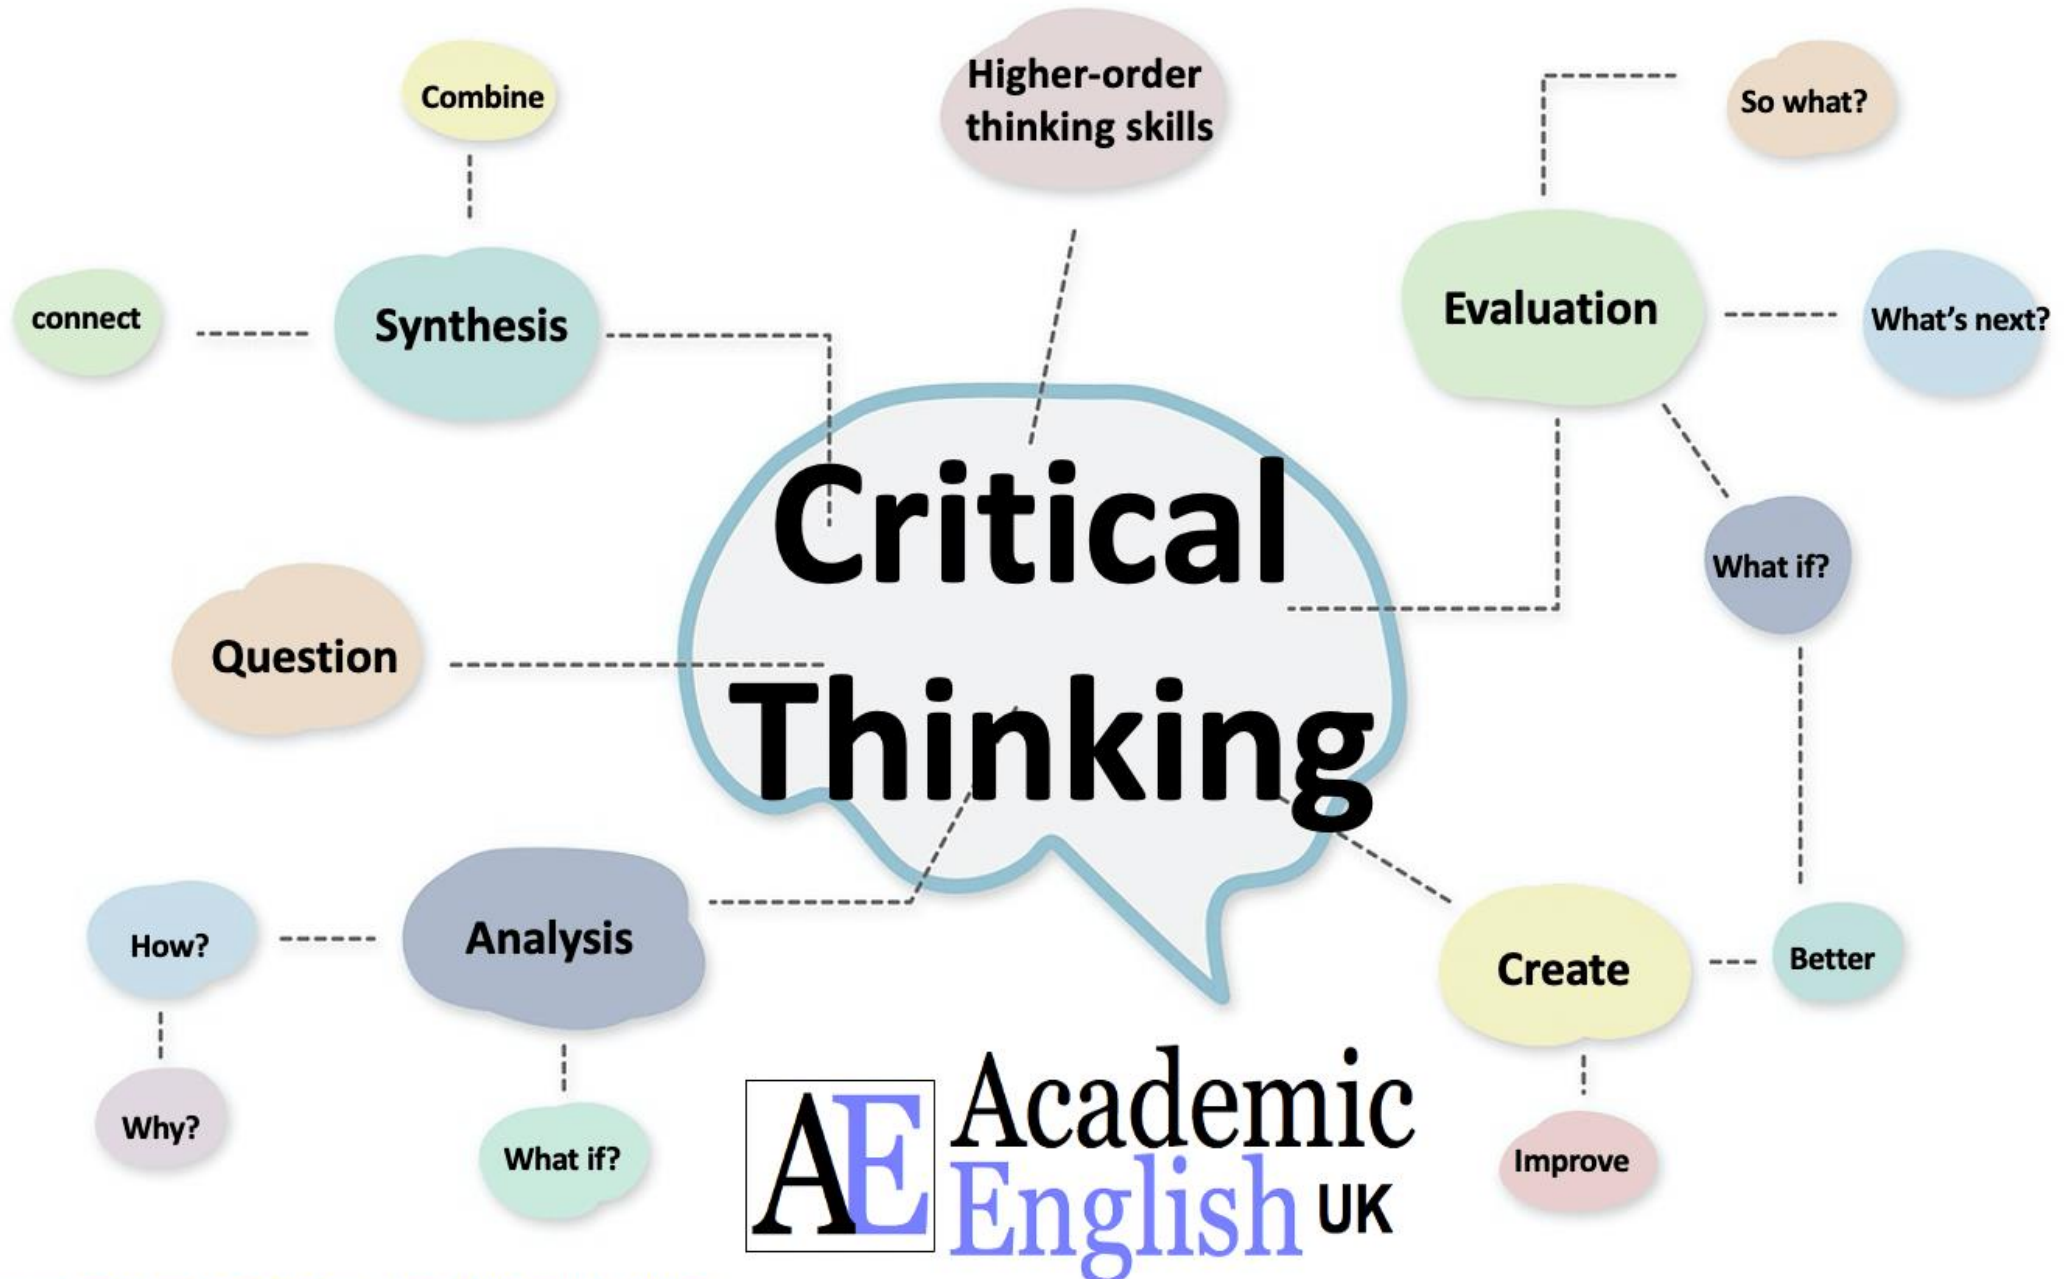 Higher-order
thinking skills
Combine
So what?
connect
Synthesis
Evaluation
What's next?
Critical
Thinking
What if?
Question
How?
Analysis
Create
Better
Why?
What if?
Improve
AE
Academic
English UK